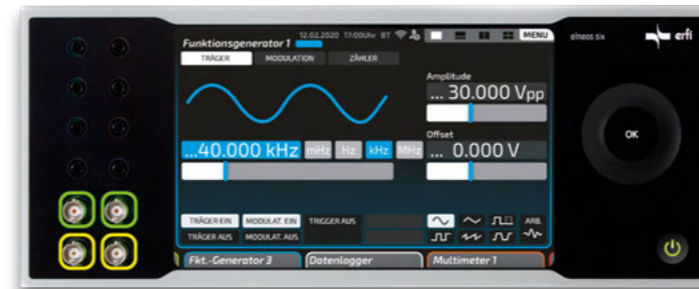 12.02.2020 17:00Uhr BT
Funktionsgenerator 1
MENU
elneos six
erfi
TRÄGER MODULATION ZÄHLER
Amplitude
... 30.000 Vpp
...40.000 kHz mHz Hz kHz MHz
Offset
... 0.000 V
OK
TRÄGER EIN MODULAT. EIN TRIGGER AUS
TRÄGER AUS MODULAT. AUS
ARB.
Fkt.-Generator 3 Datenlogger Multimeter 1